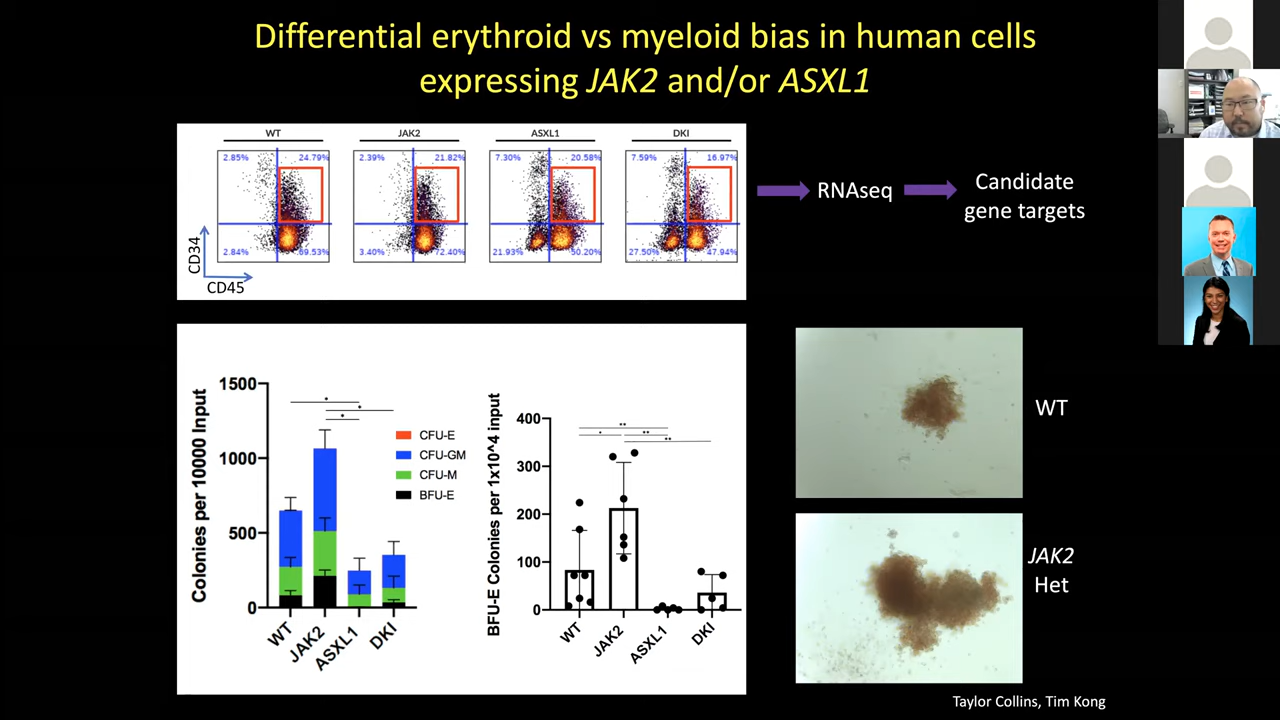 Differential erythroid vs myeloid bias in human cells
expressing JAK2 and/or ASXL1
WT
JAK2
ASXL1
DKI
2.85%
24.79%
2.39%
21.82%
7.30%
20.58%
7.59%
16.97%
2.84%
69.53%
3.40%
72.40%
21.93%
50.20%
27.50%
47.94%
CD34
CD45
RNAseq
Candidate
gene targets
Colonies per 10000 Input
1500
1000
500
0
*
*
*
CFU-E
CFU-GM
CFU-M
BFU-E
WT
JAK2
ASXL1
DKI
BFU-E Colonies per 1x10^4 input
400
300
200
100
0
**
*
**
**
WT
JAK2
ASXL1
DKI
WT
JAK2
Het
Taylor Collins, Tim Kong